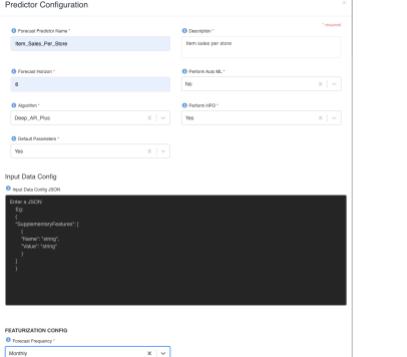 Predictor Configuration
×
* required
Forecast Predictor Name *
Description *
Item_Sales_Per_Store
Item sales per store
Forecast Horizon *
Perform Auto ML *
6
No
Algorithm *
Perform HPO *
Deep_AR_Plus
Yes
Default Parameters *
Yes
Input Data Config
Input Data Config JSON
Enter a JSON
Eg:
{
"SupplementaryFeatures": [
{
"Name": "string",
"Value": "string"
}
]
}
FEATURIZATION CONFIG
Forecast Frequency *
Monthly